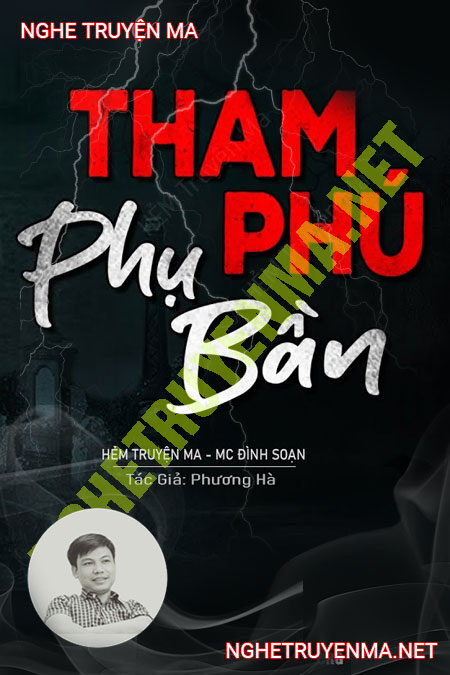 NGHE TRUYỆN MA
THAM
Phụ PHÚ
Bần
HẺM TRUYỆN MA - MC ĐÌNH SOẠN
Tác Giả: Phương Hà
NGHETRUYENMA.NET
NGHETRUYENMA.NET